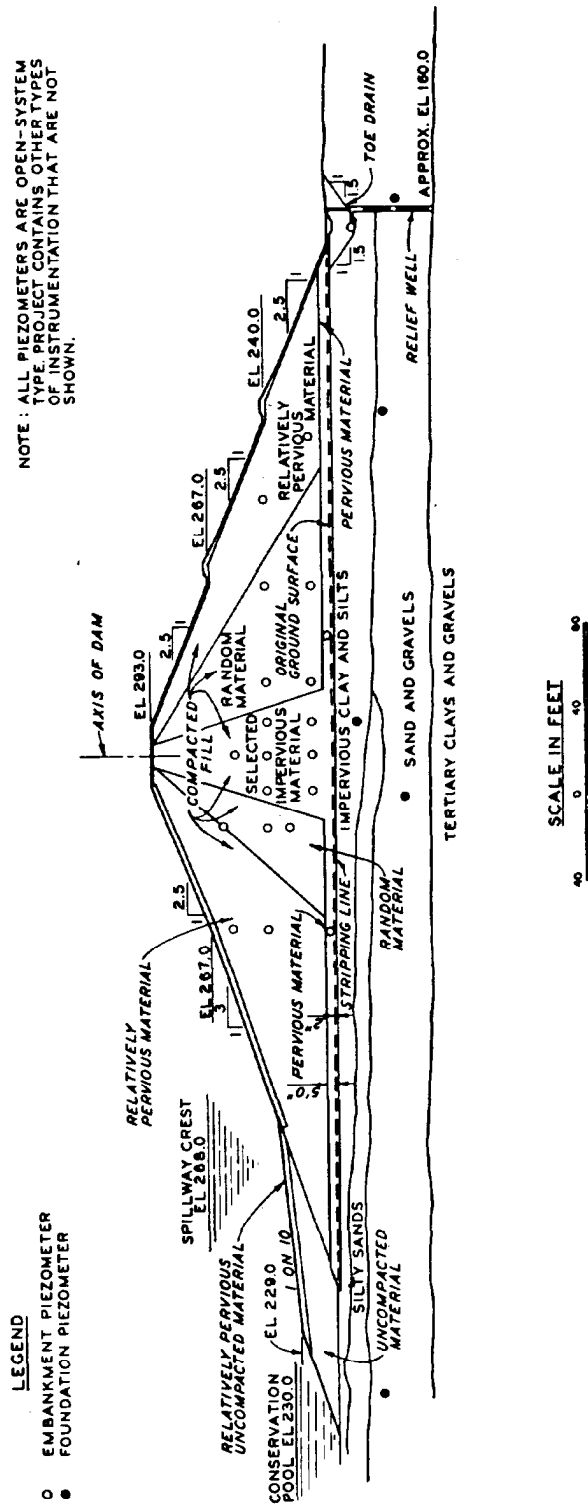 LEGEND
○ EMBANKMENT PIEZOMETER
● FOUNDATION PIEZOMETER
NOTE: ALL PIEZOMETERS ARE OPEN-SYSTEM
TYPE. PROJECT CONTAINS OTHER TYPES
OF INSTRUMENTATION THAT ARE NOT
SHOWN.
AXIS OF DAM
EL 293.0
2.5
1
EL 267.0
2.5
1
EL 240.0
2.5
1
2.5
1
EL 267.0
3
1
RELATIVELY
PERVIOUS MATERIAL
SPILLWAY CREST
EL 268.0
RELATIVELY PERVIOUS
UNCOMPACTED MATERIAL
1 ON 10
EL 229.0
CONSERVATION
POOL EL 230.0
COMPACTED
FILL
RANDOM
MATERIAL
SELECTED
IMPERVIOUS
MATERIAL
RELATIVELY
PERVIOUS
MATERIAL
ORIGINAL
GROUND SURFACE
PERVIOUS MATERIAL
PERVIOUS MATERIAL
STRIPPING LINE
IMPERVIOUS CLAY AND SILTS
RANDOM
MATERIAL
SILTY SANDS
UNCOMPACTED
MATERIAL
SAND AND GRAVELS
TERTIARY CLAYS AND GRAVELS
1
1.5
1
1.5
TOE DRAIN
RELIEF WELL
APPROX. EL 160.0
SCALE IN FEET
40 0 40 80